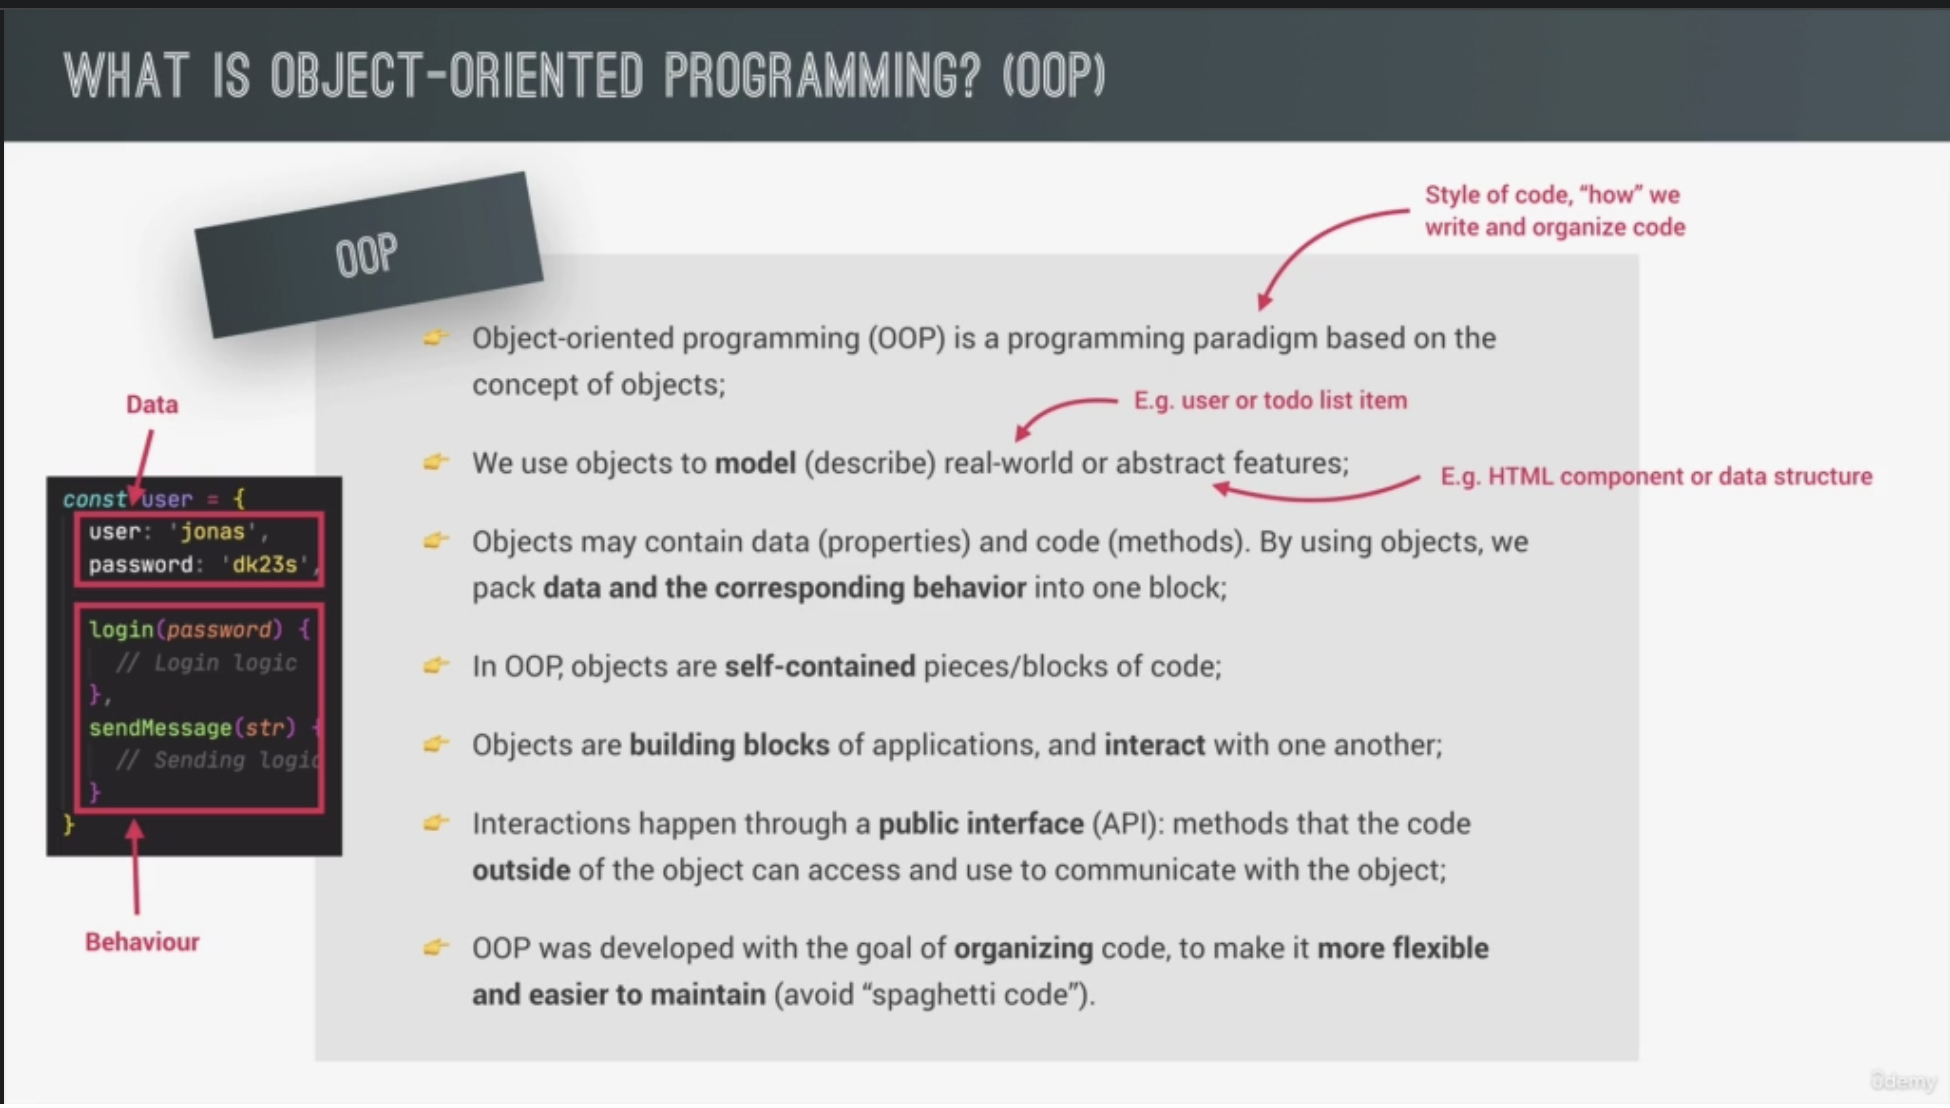 WHAT IS OBJECT-ORIENTED PROGRAMMING? (OOP)
OOP
Style of code, “how” we
write and organize code
Object-oriented programming (OOP) is a programming paradigm based on the
concept of objects;
E.g. user or todo list item
We use objects to model (describe) real-world or abstract features;
E.g. HTML component or data structure
Objects may contain data (properties) and code (methods). By using objects, we
pack data and the corresponding behavior into one block;
In OOP, objects are self-contained pieces/blocks of code;
Objects are building blocks of applications, and interact with one another;
Interactions happen through a public interface (API): methods that the code
outside of the object can access and use to communicate with the object;
OOP was developed with the goal of organizing code, to make it more flexible
and easier to maintain (avoid “spaghetti code”).
Data
const user = {
user: 'jonas',
password: 'dk23s',
login(password) {
// Login logic
},
sendMessage(str) {
// Sending logic
}
}
Behaviour
ûdemy